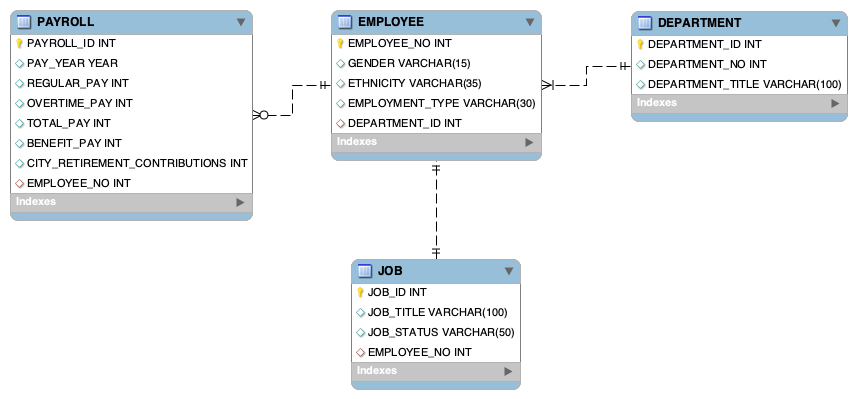 PAYROLL
PAYROLL_ID INT
PAY_YEAR YEAR
REGULAR_PAY INT
OVERTIME_PAY INT
TOTAL_PAY INT
BENEFIT_PAY INT
CITY_RETIREMENT_CONTRIBUTIONS INT
EMPLOYEE_NO INT
Indexes
EMPLOYEE
EMPLOYEE_NO INT
GENDER VARCHAR(15)
ETHNICITY VARCHAR(35)
EMPLOYMENT_TYPE VARCHAR(30)
DEPARTMENT_ID INT
Indexes
DEPARTMENT
DEPARTMENT_ID INT
DEPARTMENT_NO INT
DEPARTMENT_TITLE VARCHAR(100)
Indexes
JOB
JOB_ID INT
JOB_TITLE VARCHAR(100)
JOB_STATUS VARCHAR(50)
EMPLOYEE_NO INT
Indexes